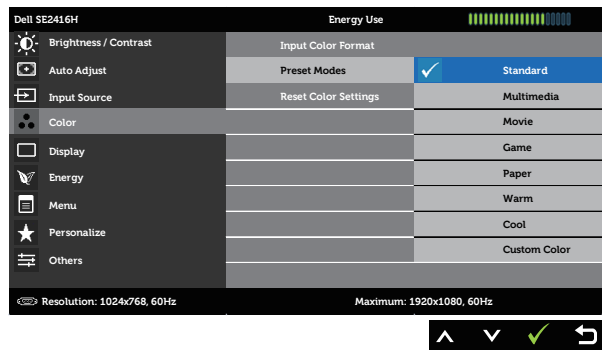 Dell SE2416H Energy Use
Brightness / Contrast Input Color Format
Auto Adjust Preset Modes Standard
Input Source Reset Color Settings Multimedia
Color Movie
Display Game
Energy Paper
Menu Warm
Personalize Cool
Others Custom Color
Resolution: 1024x768, 60Hz Maximum: 1920x1080, 60Hz